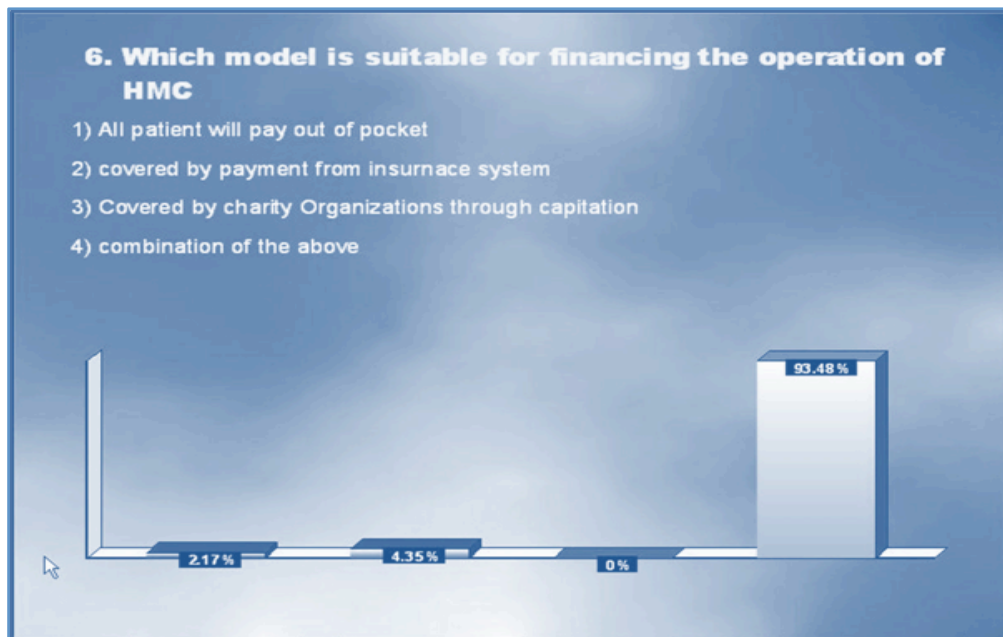 6. Which model is suitable for financing the operation of
HMC
1) All patient will pay out of pocket
2) covered by payment from insurnace system
3) Covered by charity Organizations through capitation
4) combination of the above
93.48%
2.17%
4.35%
0%